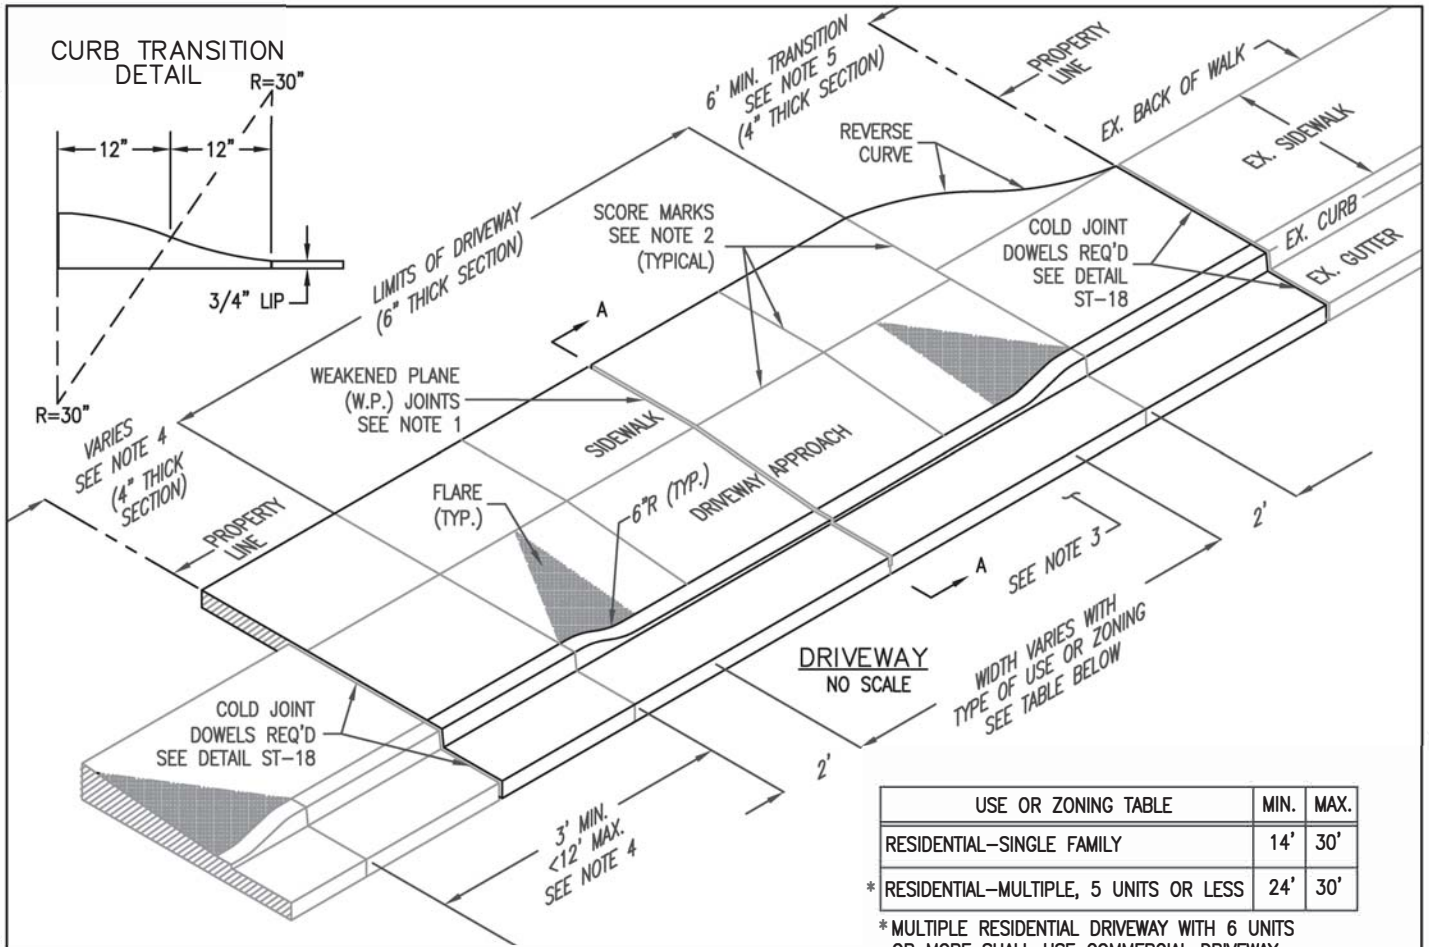 CURB TRANSITION
DETAIL
R=30"
12"
12"
3/4" LIP
R=30"
6' MIN. TRANSITION
SEE NOTE 5
(4" THICK SECTION)
PROPERTY
LINE
EX. BACK OF WALK
EX. SIDEWALK
REVERSE
CURVE
SCORE MARKS
SEE NOTE 2
(TYPICAL)
COLD JOINT
DOWELS REQ'D
SEE DETAIL
ST-18
EX. CURB
EX. GUTTER
LIMITS OF DRIVEWAY
(6" THICK SECTION)
A
WEAKENED PLANE
(W.P.) JOINTS
SEE NOTE 1
SIDEWALK
DRIVEWAY APPROACH
VARIES
SEE NOTE 4
(4" THICK
SECTION)
FLARE
(TYP.)
6"R (TYP.)
PROPERTY
LINE
2'
SEE NOTE 3
A
DRIVEWAY
NO SCALE
WIDTH VARIES WITH
TYPE OF USE OR ZONING
SEE TABLE BELOW
COLD JOINT
DOWELS REQ'D
SEE DETAIL ST-18
2'
3' MIN.
<12' MAX.
SEE NOTE 4
USE OR ZONING TABLE MIN. MAX.
RESIDENTIAL-SINGLE FAMILY 14' 30'
* RESIDENTIAL-MULTIPLE, 5 UNITS OR LESS 24' 30'
* MULTIPLE RESIDENTIAL DRIVEWAY WITH 6 UNITS
OR MORE SHALL USE COMMERCIAL DRIVEWAY